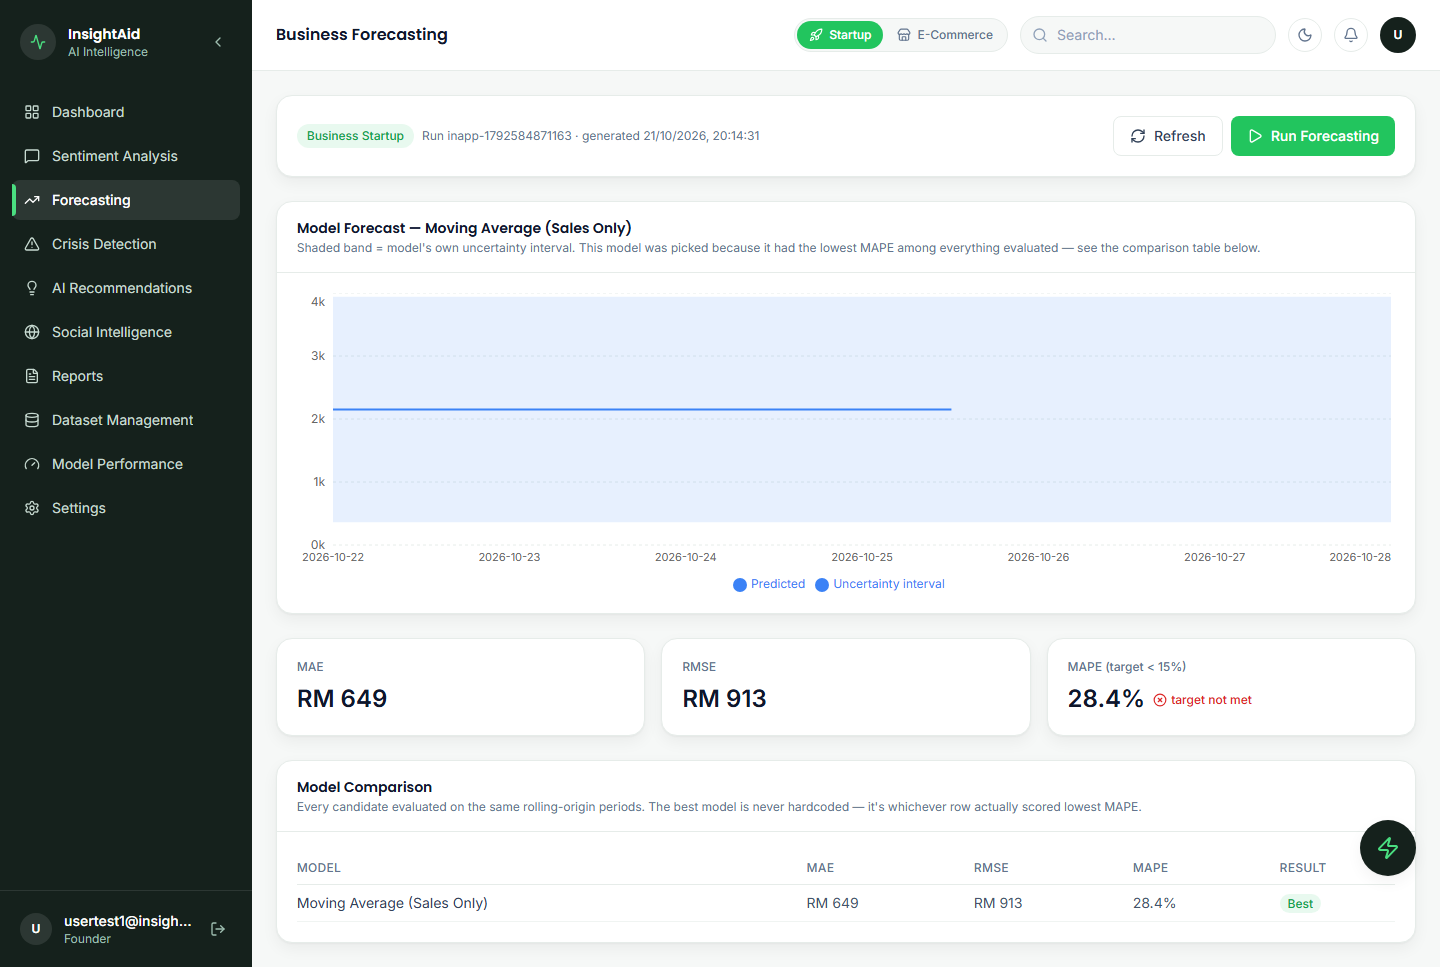 InsightAid
AI Intelligence
Dashboard
Sentiment Analysis
Forecasting
Crisis Detection
AI Recommendations
Social Intelligence
Reports
Dataset Management
Model Performance
Settings
U
usertest1@insigh...
Founder
Business Forecasting
Startup
E-Commerce
Search...
U
Business Startup
Run inapp-1792584871163 · generated 21/10/2026, 20:14:31
Refresh
Run Forecasting
Model Forecast — Moving Average (Sales Only)
Shaded band = model's own uncertainty interval. This model was picked because it had the lowest MAPE among everything evaluated — see the comparison table below.
4k
3k
2k
1k
0k
2026-10-22 2026-10-23 2026-10-24 2026-10-25 2026-10-26 2026-10-27 2026-10-28
Predicted Uncertainty interval
MAE
RM 649
RMSE
RM 913
MAPE (target < 15%)
28.4% target not met
Model Comparison
Every candidate evaluated on the same rolling-origin periods. The best model is never hardcoded — it's whichever row actually scored lowest MAPE.
MODEL MAE RMSE MAPE RESULT
Moving Average (Sales Only) RM 649 RM 913 28.4% Best